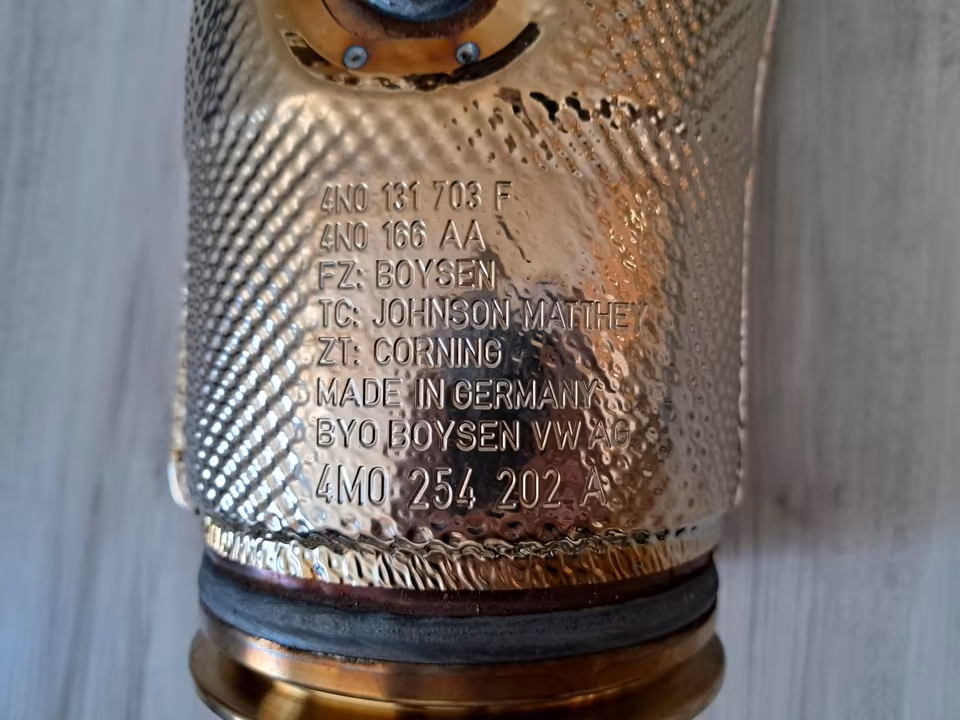 4N0 131 703 F
4N0 166 AA
FZ: BOYSEN
TC: JOHNSON MATTHEY
ZT: CORNING
MADE IN GERMANY
BYO BOYSEN VW AG
4M0 254 202 A